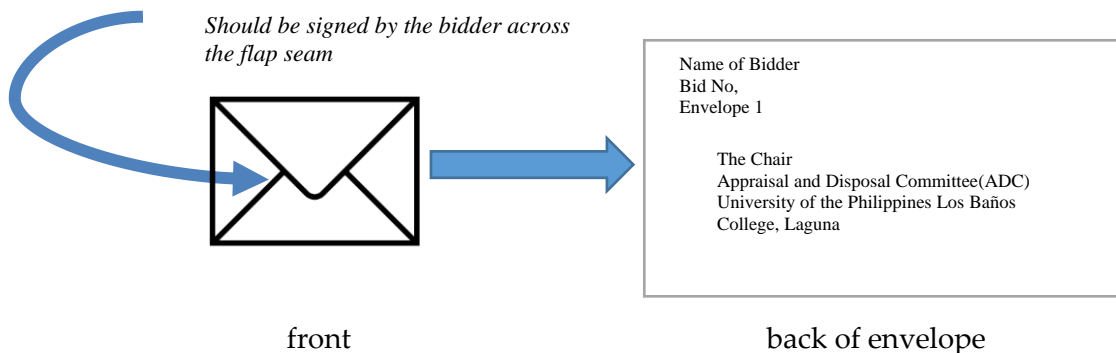 Should be signed by the bidder across
the flap seam
Name of Bidder
Bid No,
Envelope 1
The Chair
Appraisal and Disposal Committee(ADC)
University of the Philippines Los Baños
College, Laguna
front
back of envelope